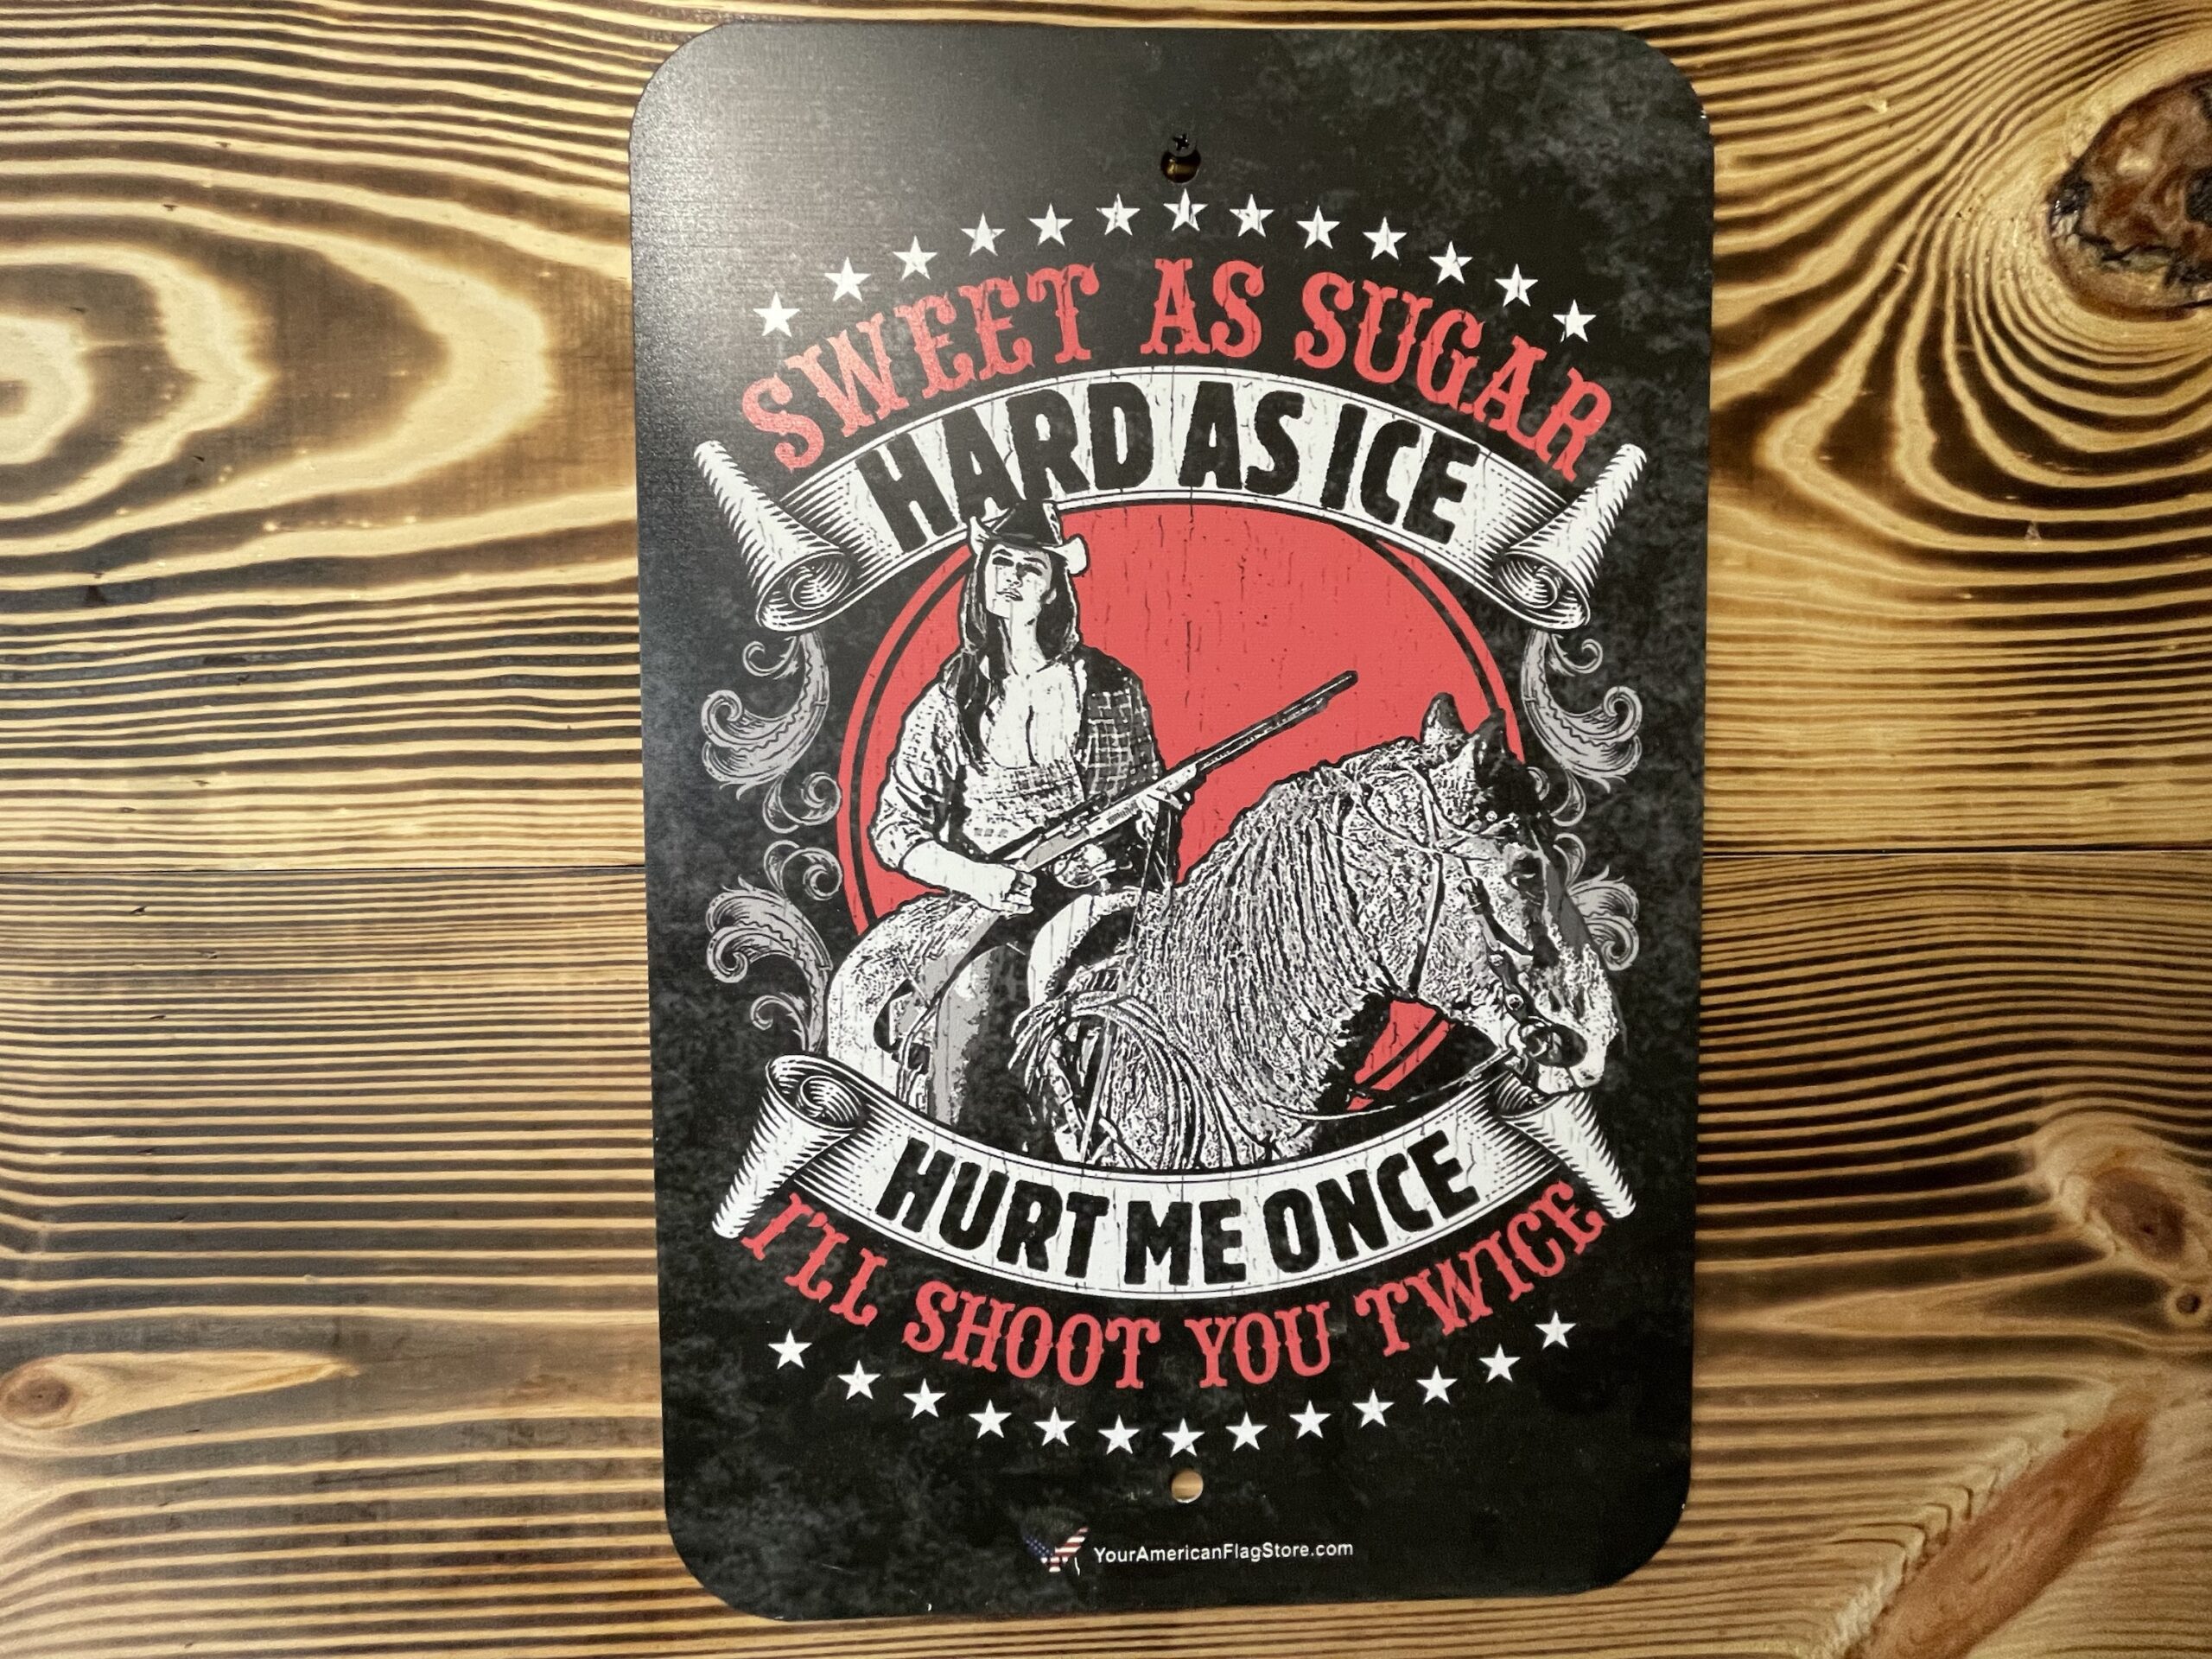 SWEET AS SUGAR
HARD AS ICE
HURT ME ONCE
I'LL SHOOT YOU TWICE
YourAmericanFlagStore.com